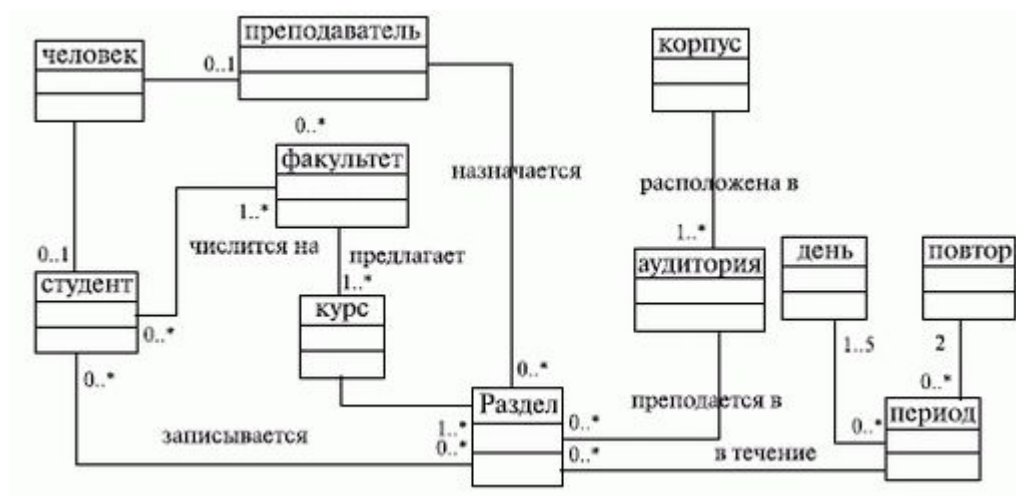 преподаватель
человек
корпус
0..1
0..*
факультет
назначается
расположена в
1..*
числится на
1..*
0..1
предлагает
аудитория
день
повтор
студент
1..*
курс
0..*
1..5
2
0..*
0..*
0..*
Раздел
преподается в
период
записывается
1..*
0..*
0..*
0..*
0..*
в течение